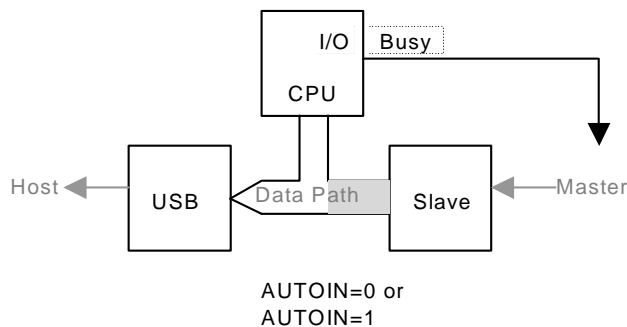 I/O
Busy
CPU
Host
USB
Data Path
Slave
Master
AUTOIN=0 or
AUTOIN=1